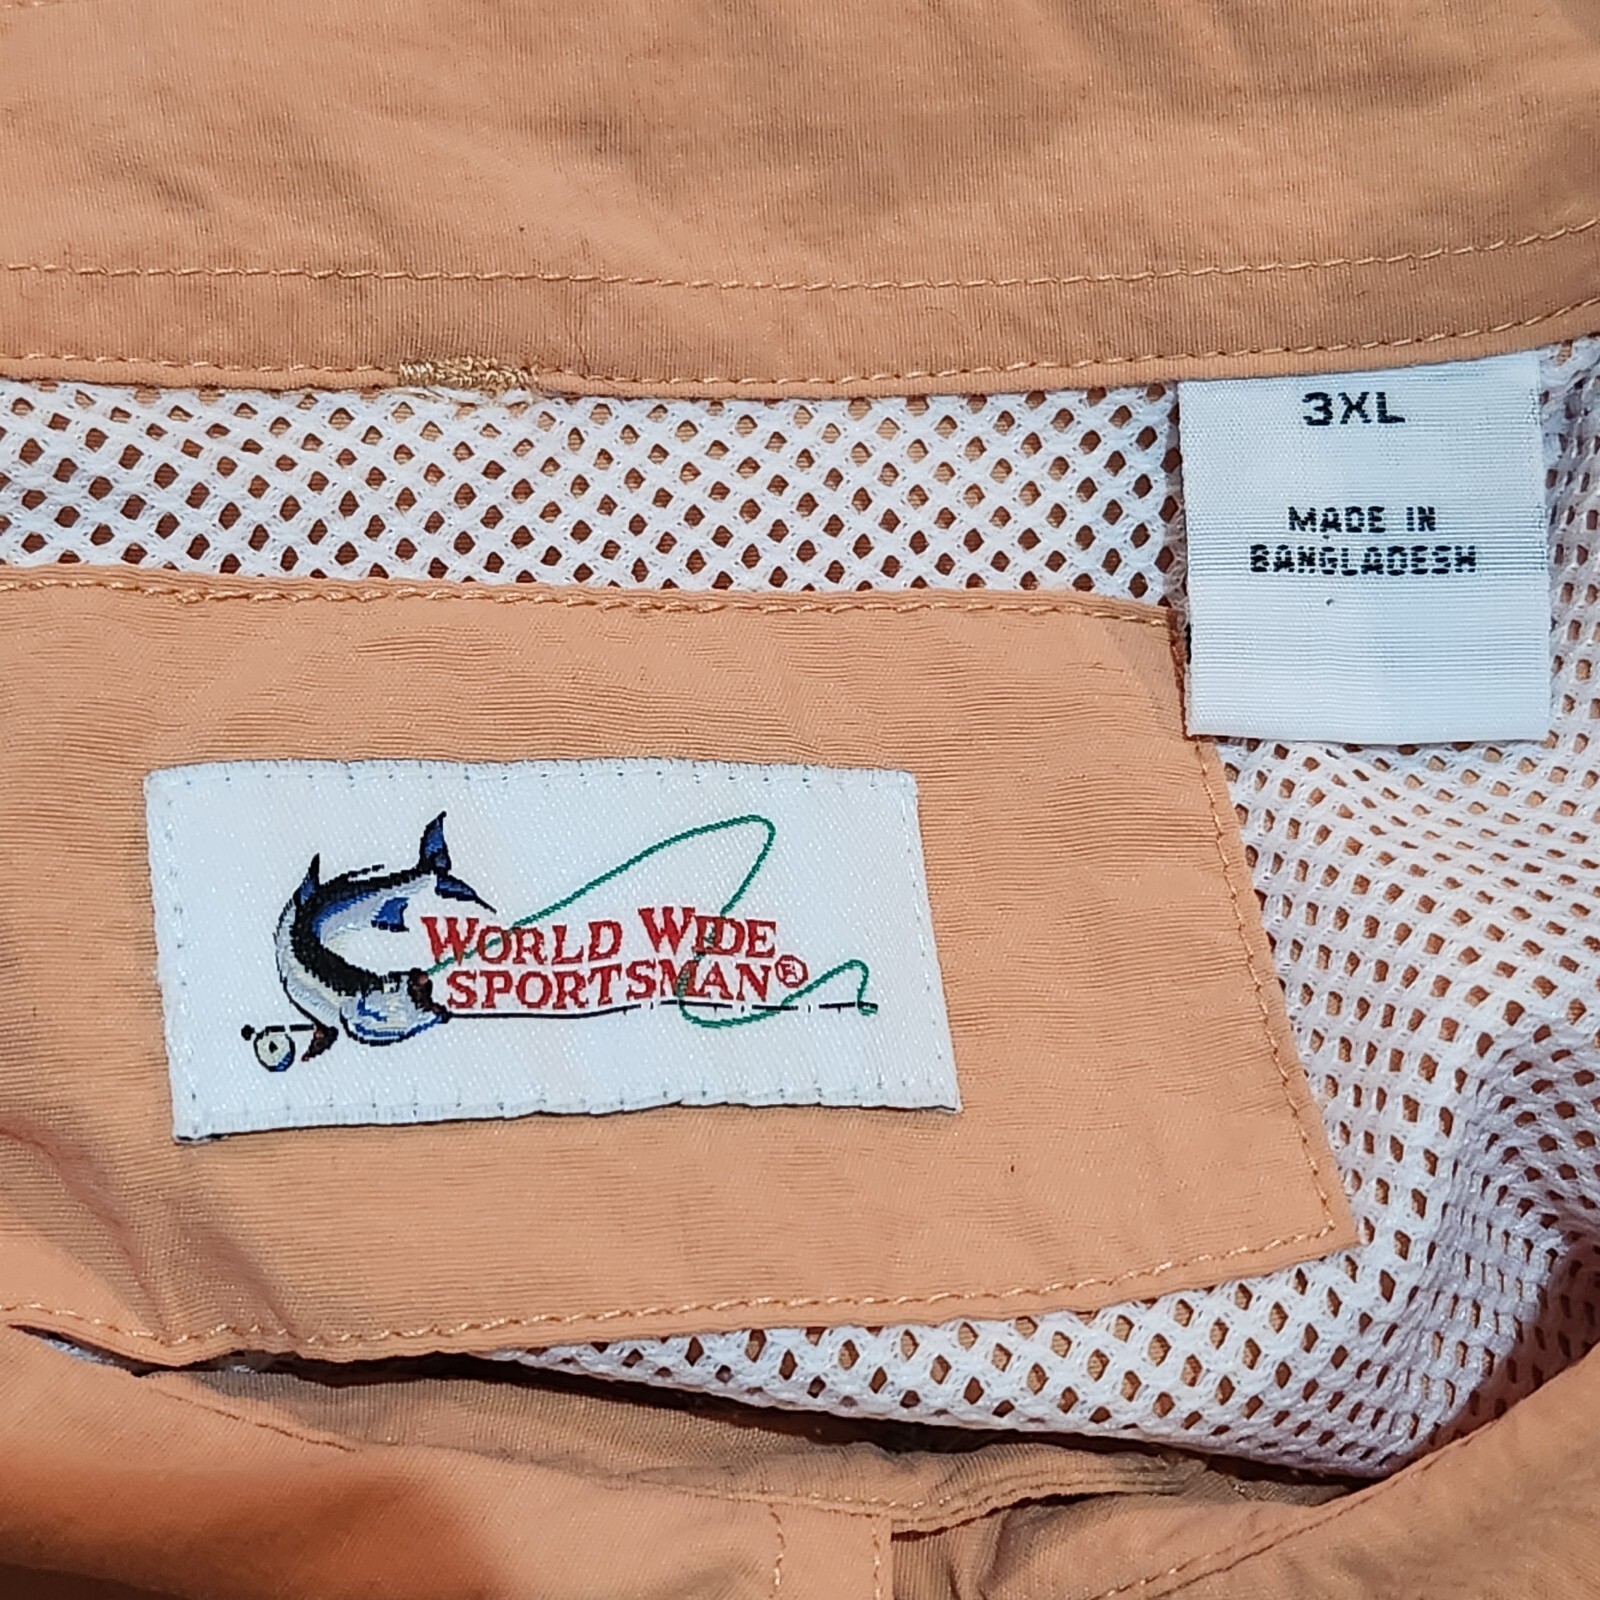 3XL
MADE IN
BANGLADESH
WORLD WIDE
SPORTSMAN®